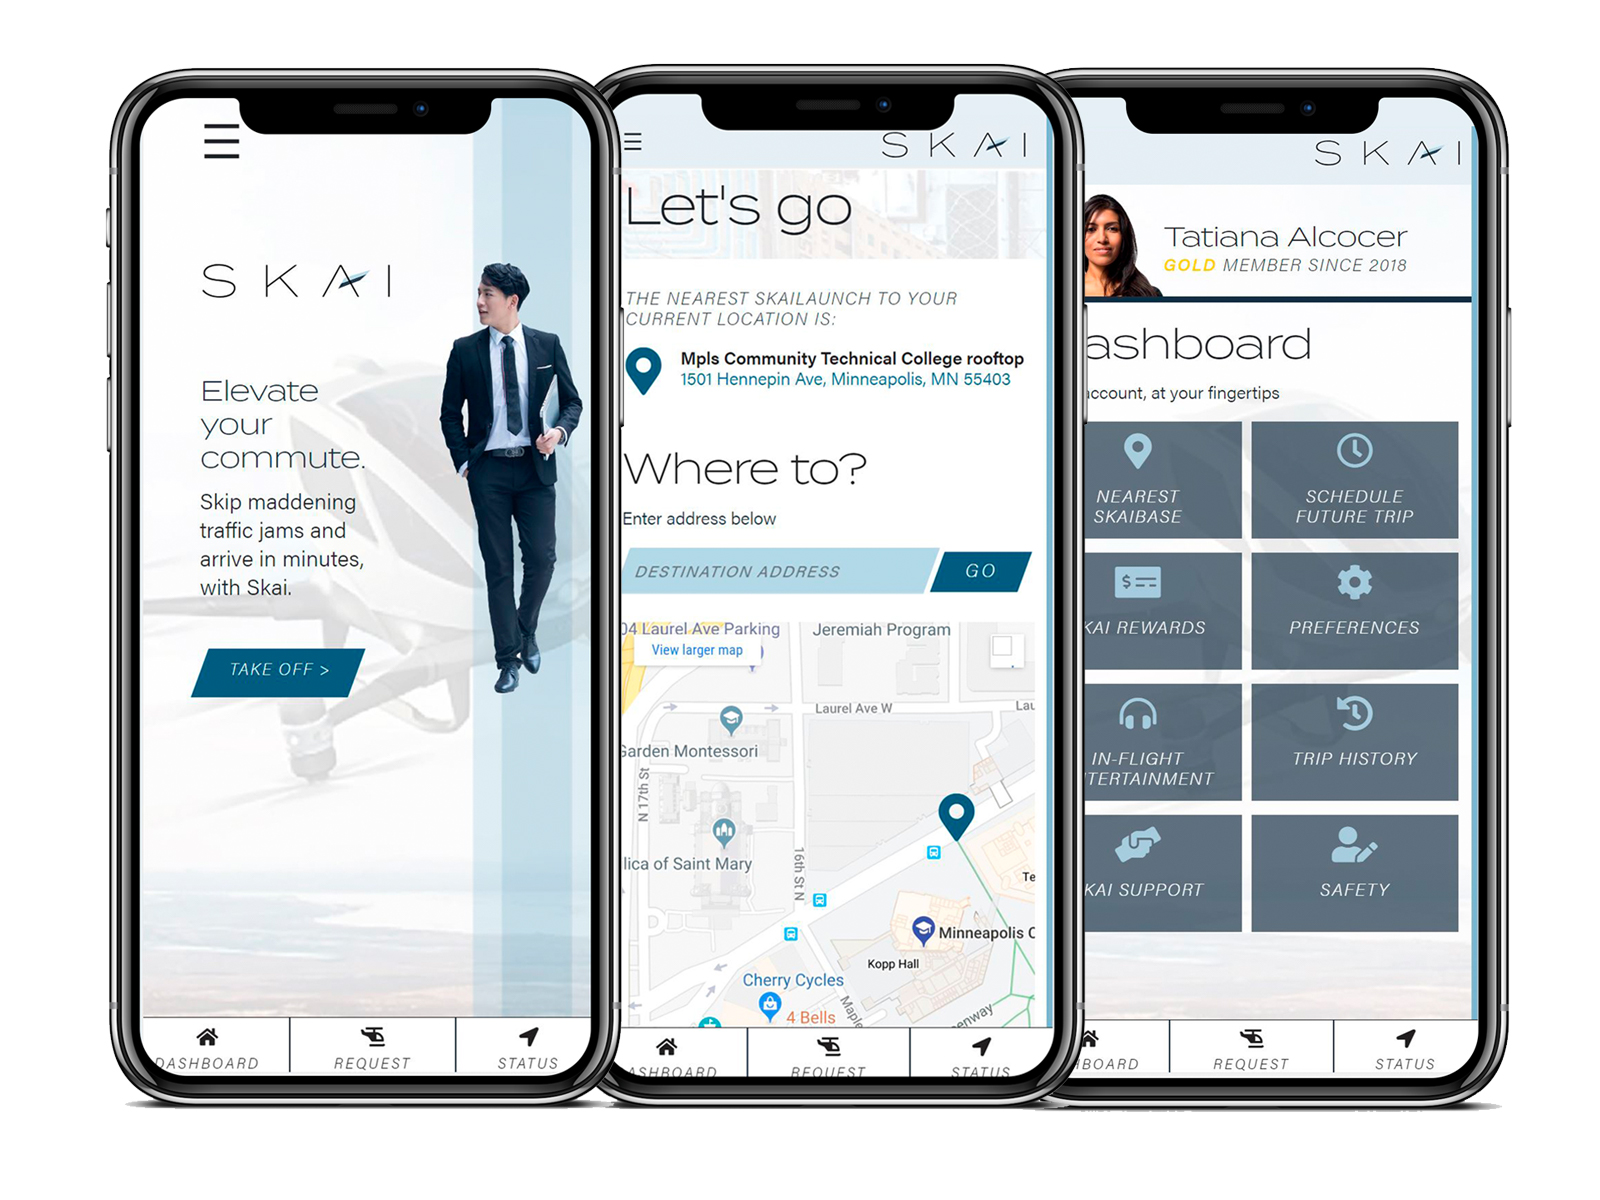 SKAI
Elevate
your
commute.
Skip maddening
traffic jams and
arrive in minutes,
with Skai.
TAKE OFF >
DASHBOARD
REQUEST
STATUS
SKAI
Let's go
THE NEAREST SKAILAUNCH TO YOUR
CURRENT LOCATION IS:
Mpls Community Technical College rooftop
1501 Hennepin Ave, Minneapolis, MN 55403
Where to?
Enter address below
DESTINATION ADDRESS
GO
04 Laurel Ave Parking
Jeremiah Program
View larger map
Laurel Ave W
Lau
Garden Montessori
N 17th St
lica of Saint Mary
16th St N
Te
Minneapolis C
Kopp Hall
Cherry Cycles
4 Bells
Maple
enway
ASHBOARD
REQUEST
STATUS
SKAI
Tatiana Alcocer
GOLD MEMBER SINCE 2018
ashboard
account, at your fingertips
NEAREST
SKAIBASE
SCHEDULE
FUTURE TRIP
KAI REWARDS
PREFERENCES
IN-FLIGHT
TERTAINMENT
TRIP HISTORY
KAI SUPPORT
SAFETY
BOARD
REQUEST
STATUS